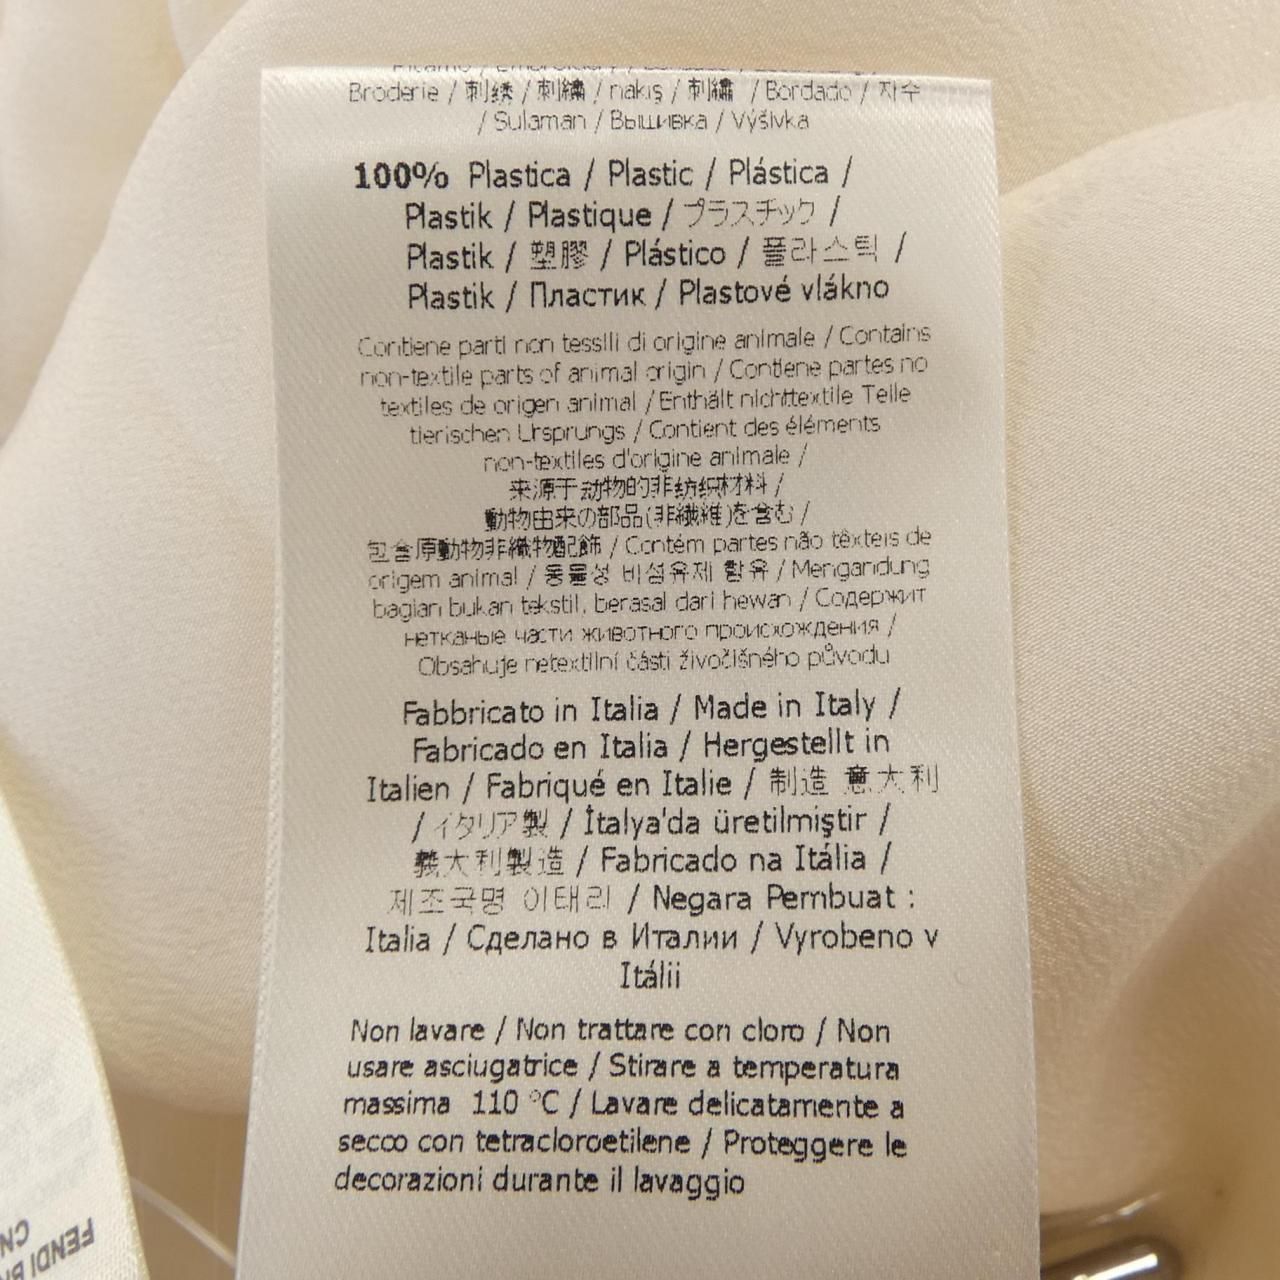 Broderie / 刺绣 / 刺繍 / nakış / 刺繡 / Bordado / 자수
/ Sulaman / Вышивка / Výšivka
100% Plastica / Plastic / Plástica /
Plastik / Plastique / プラスチック /
Plastik / 塑膠 / Plástico / 플라스틱 /
Plastik / Пластик / Plastové vlákno
Contiene parti non tessili di origine animale / Contains
non-textile parts of animal origin / Contiene partes no
textiles de origen animal / Enthält nichttextile Teile
tierischen Ursprungs / Contient des éléments
non-textiles d'origine animale /
来源于动物的非纺织材料 /
動物由来の部品(非繊維)を含む /
包含原動物非織物配飾 / Contém partes não têxteis de
origem animal / 동물성 비섬유제 함유 / Mengandung
bagian bukan tekstil, berasal dari hewan / Содержит
нетканые части животного происхождения /
Obsahuje netextilní části živočišného původu
Fabbricato in Italia / Made in Italy /
Fabricado en Italia / Hergestellt in
Italien / Fabriqué en Italie / 制造 意大利
/ イタリア製 / İtalya'da üretilmiştir /
義大利製造 / Fabricado na Itália /
제조국명 이태리 / Negara Pembuat :
Italia / Сделано в Италии / Vyrobeno v
Itálii
Non lavare / Non trattare con cloro / Non
usare asciugatrice / Stirare a temperatura
massima 110 °C / Lavare delicatamente a
secco con tetracloroetilene / Proteggere le
decorazioni durante il lavaggio
FENDI
CN